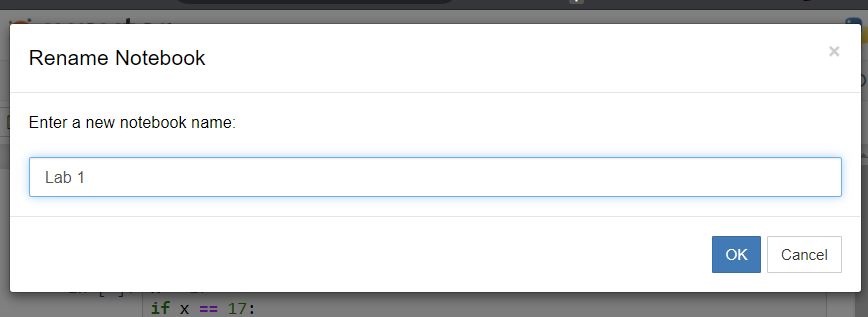 Rename Notebook
×
Enter a new notebook name:
Lab 1
OK
Cancel
if x == 17: